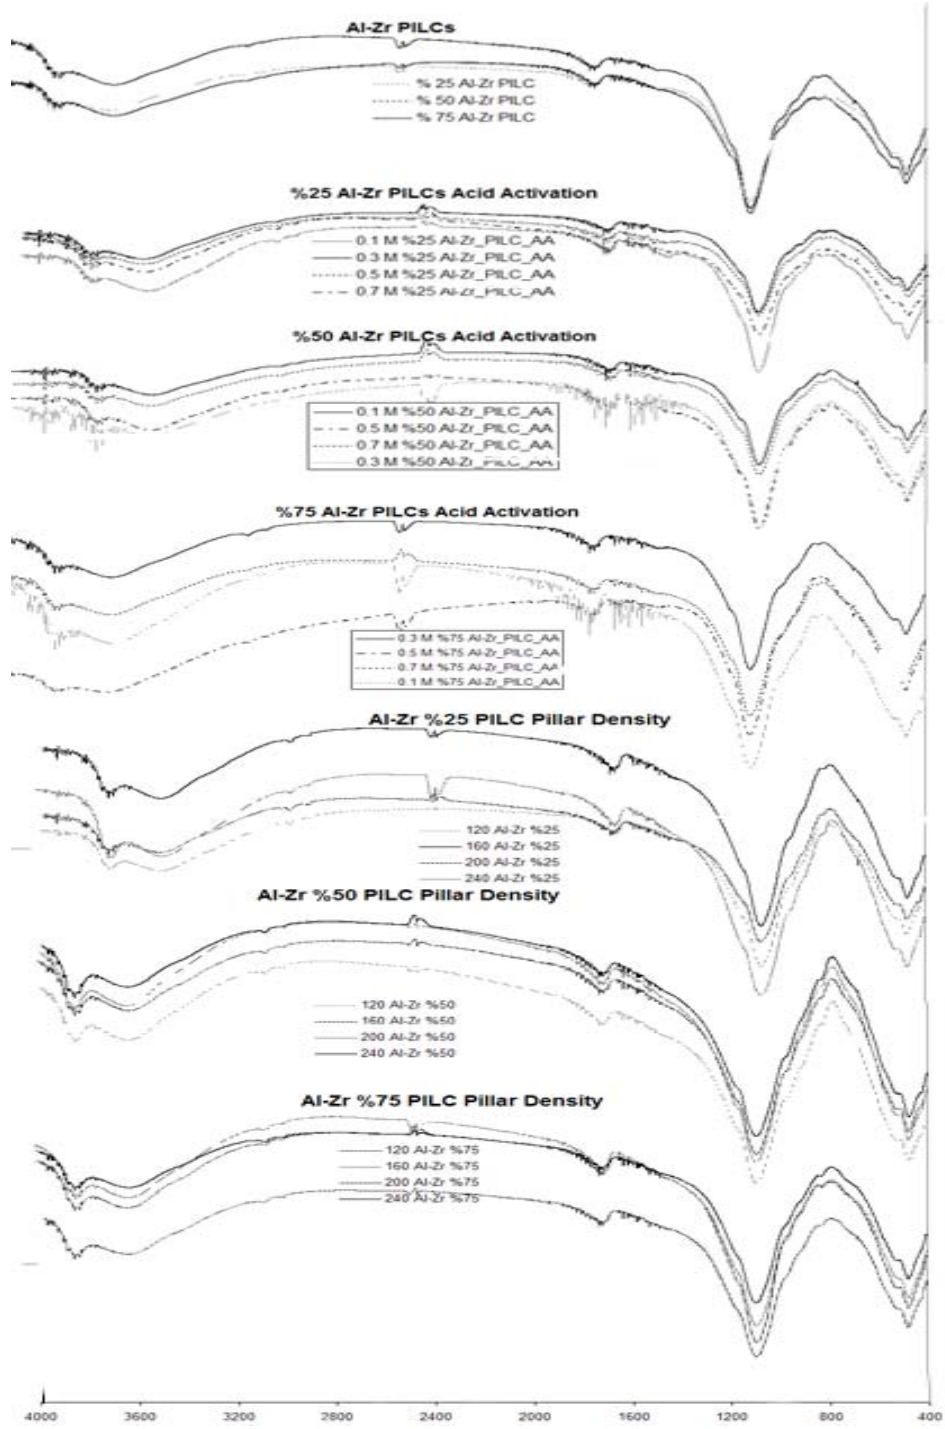 Al-Zr PILCs
% 25 Al-Zr PILC
% 50 Al-Zr PILC
% 75 Al-Zr PILC
%25 Al-Zr PILCs Acid Activation
0.1 M %25 Al-Zr_PILC_AA
0.3 M %25 Al-Zr_PILC_AA
0.5 M %25 Al-Zr_PILC_AA
0.7 M %25 Al-Zr_PILC_AA
%50 Al-Zr PILCs Acid Activation
0.1 M %50 Al-Zr_PILC_AA
0.5 M %50 Al-Zr_PILC_AA
0.7 M %50 Al-Zr_PILC_AA
0.3 M %50 Al-Zr_PILC_AA
%75 Al-Zr PILCs Acid Activation
0.3 M %75 Al-Zr_PILC_AA
0.5 M %75 Al-Zr_PILC_AA
0.7 M %75 Al-Zr_PILC_AA
0.1 M %75 Al-Zr_PILC_AA
Al-Zr %25 PILC Pillar Density
120 Al-Zr %25
160 Al-Zr %25
200 Al-Zr %25
240 Al-Zr %25
Al-Zr %50 PILC Pillar Density
120 Al-Zr %50
160 Al-Zr %50
200 Al-Zr %50
240 Al-Zr %50
Al-Zr %75 PILC Pillar Density
120 Al-Zr %75
160 Al-Zr %75
200 Al-Zr %75
240 Al-Zr %75
4000 3600 3200 2800 2400 2000 1600 1200 800 400